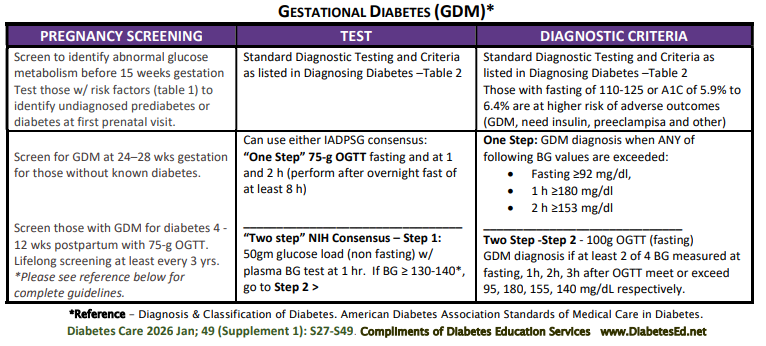 GESTATIONAL DIABETES (GDM)*
PREGNANCY SCREENING
TEST
DIAGNOSTIC CRITERIA
Screen to identify abnormal glucose
metabolism before 15 weeks gestation
Test those w/ risk factors (table 1) to
identify undiagnosed prediabetes or
diabetes at first prenatal visit.
Standard Diagnostic Testing and Criteria
as listed in Diagnosing Diabetes –Table 2
Standard Diagnostic Testing and Criteria as
listed in Diagnosing Diabetes –Table 2
Those with fasting of 110-125 or A1C of 5.9% to
6.4% are at higher risk of adverse outcomes
(GDM, need insulin, preeclampsia and other)
Screen for GDM at 24–28 wks gestation
for those without known diabetes.
Screen those with GDM for diabetes 4 -
12 wks postpartum with 75-g OGTT.
Lifelong screening at least every 3 yrs.
*Please see reference below for
complete guidelines.
Can use either IADPSG consensus:
“One Step” 75-g OGTT fasting and at 1
and 2 h (perform after overnight fast of
at least 8 h)
“Two step” NIH Consensus – Step 1:
50gm glucose load (non fasting) w/
plasma BG test at 1 hr. If BG ≥ 130-140*,
go to Step 2 >
One Step: GDM diagnosis when ANY of
following BG values are exceeded:
• Fasting ≥92 mg/dl,
• 1 h ≥180 mg/dl
• 2 h ≥153 mg/dl
Two Step -Step 2 - 100g OGTT (fasting)
GDM diagnosis if at least 2 of 4 BG measured at
fasting, 1h, 2h, 3h after OGTT meet or exceed
95, 180, 155, 140 mg/dL respectively.
*Reference – Diagnosis & Classification of Diabetes. American Diabetes Association Standards of Medical Care in Diabetes.
Diabetes Care 2026 Jan; 49 (Supplement 1): S27-S49. Compliments of Diabetes Education Services www.DiabetesEd.net